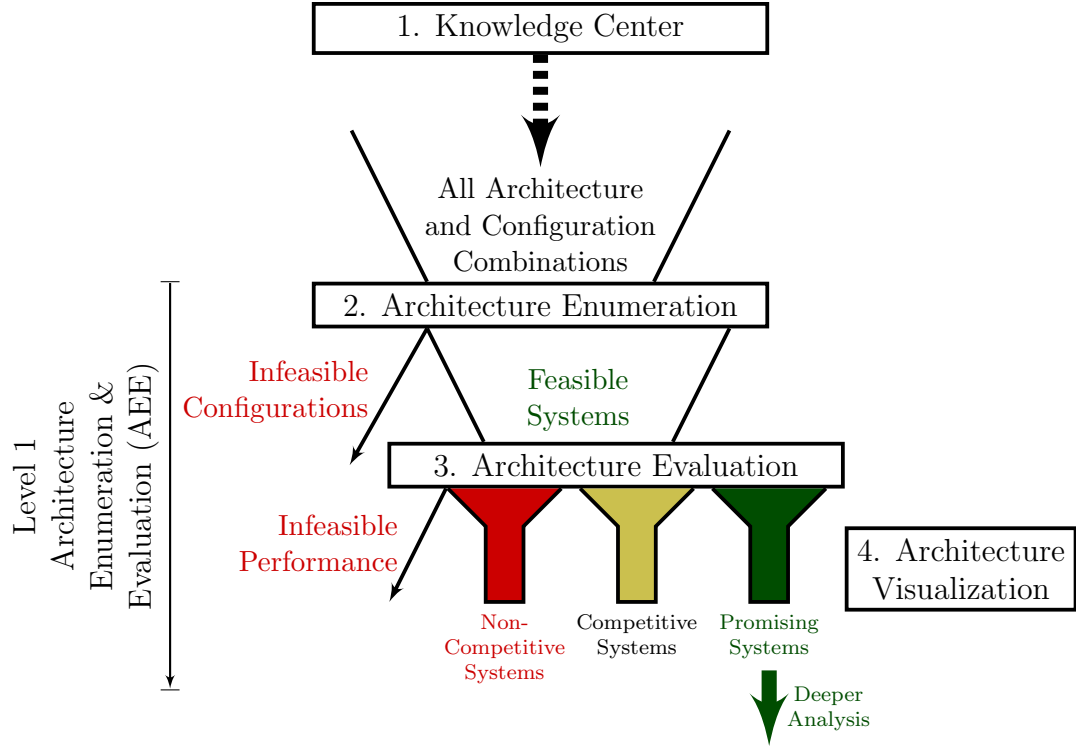 1. Knowledge Center
All Architecture
and Configuration
Combinations
2. Architecture Enumeration
Infeasible
Configurations
Feasible
Systems
Level 1
Architecture
Enumeration &
Evaluation (AEE)
3. Architecture Evaluation
Infeasible
Performance
4. Architecture
Visualization
Non-
Competitive
Systems
Competitive
Systems
Promising
Systems
Deeper
Analysis